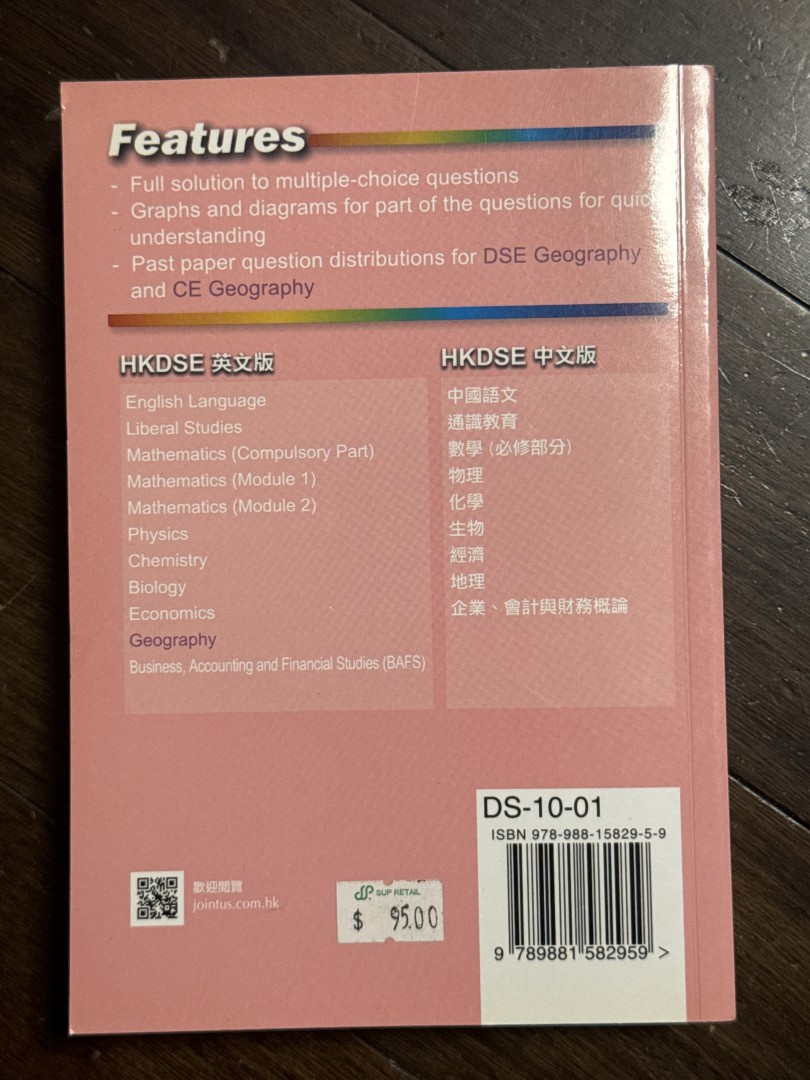 Features
- Full solution to multiple-choice questions
- Graphs and diagrams for part of the questions for quic
understanding
- Past paper question distributions for DSE Geography
and CE Geography
HKDSE 英文版
English Language
Liberal Studies
Mathematics (Compulsory Part)
Mathematics (Module 1)
Mathematics (Module 2)
Physics
Chemistry
Biology
Economics
Geography
Business, Accounting and Financial Studies (BAFS)
HKDSE 中文版
中國語文
通識教育
數學 (必修部分)
物理
化學
生物
經濟
地理
企業、會計與財務概論
歡迎閱覽
jointus.com.hk
SUP RETAIL
$ 95.00
DS-10-01
ISBN 978-988-15829-5-9
9 789881 582959 >